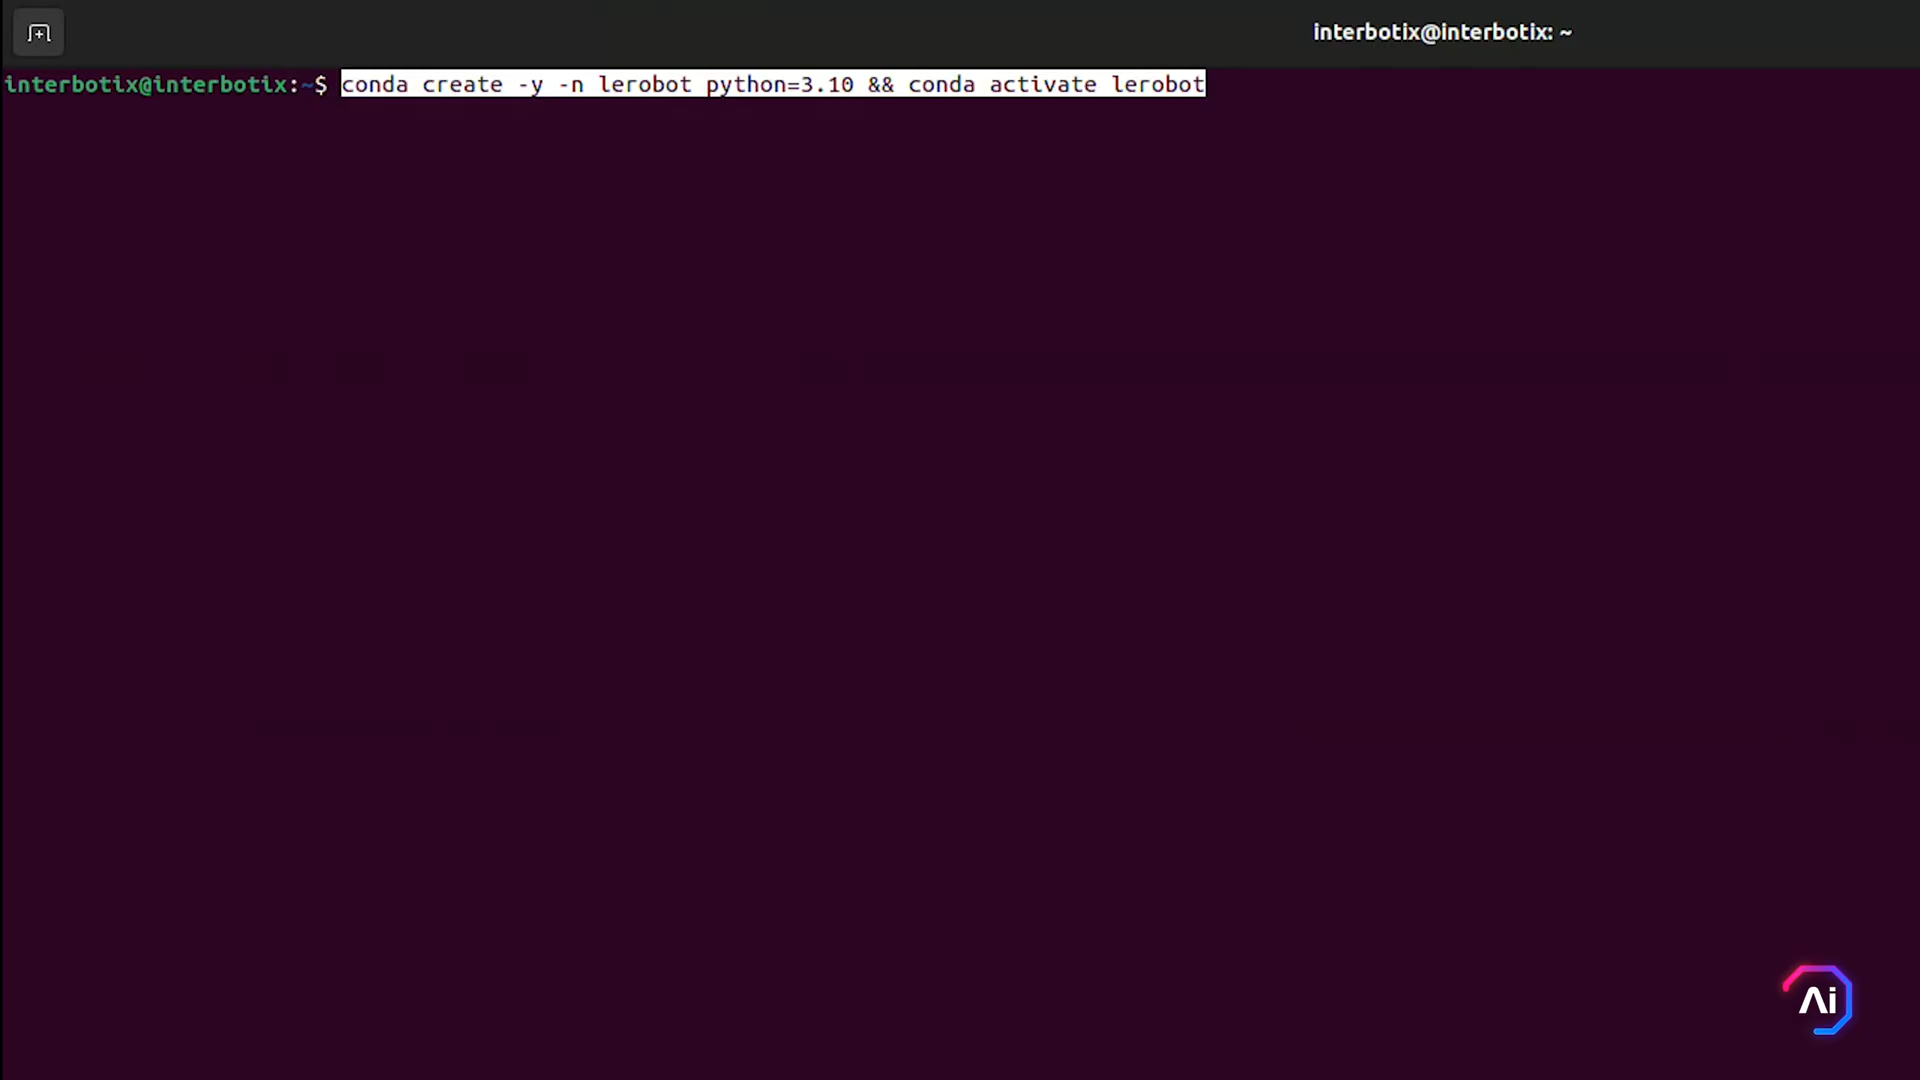 interbotix@interbotix: ~
interbotix@interbotix:~$ conda create -y -n lerobot python=3.10 && conda activate lerobot
Ai